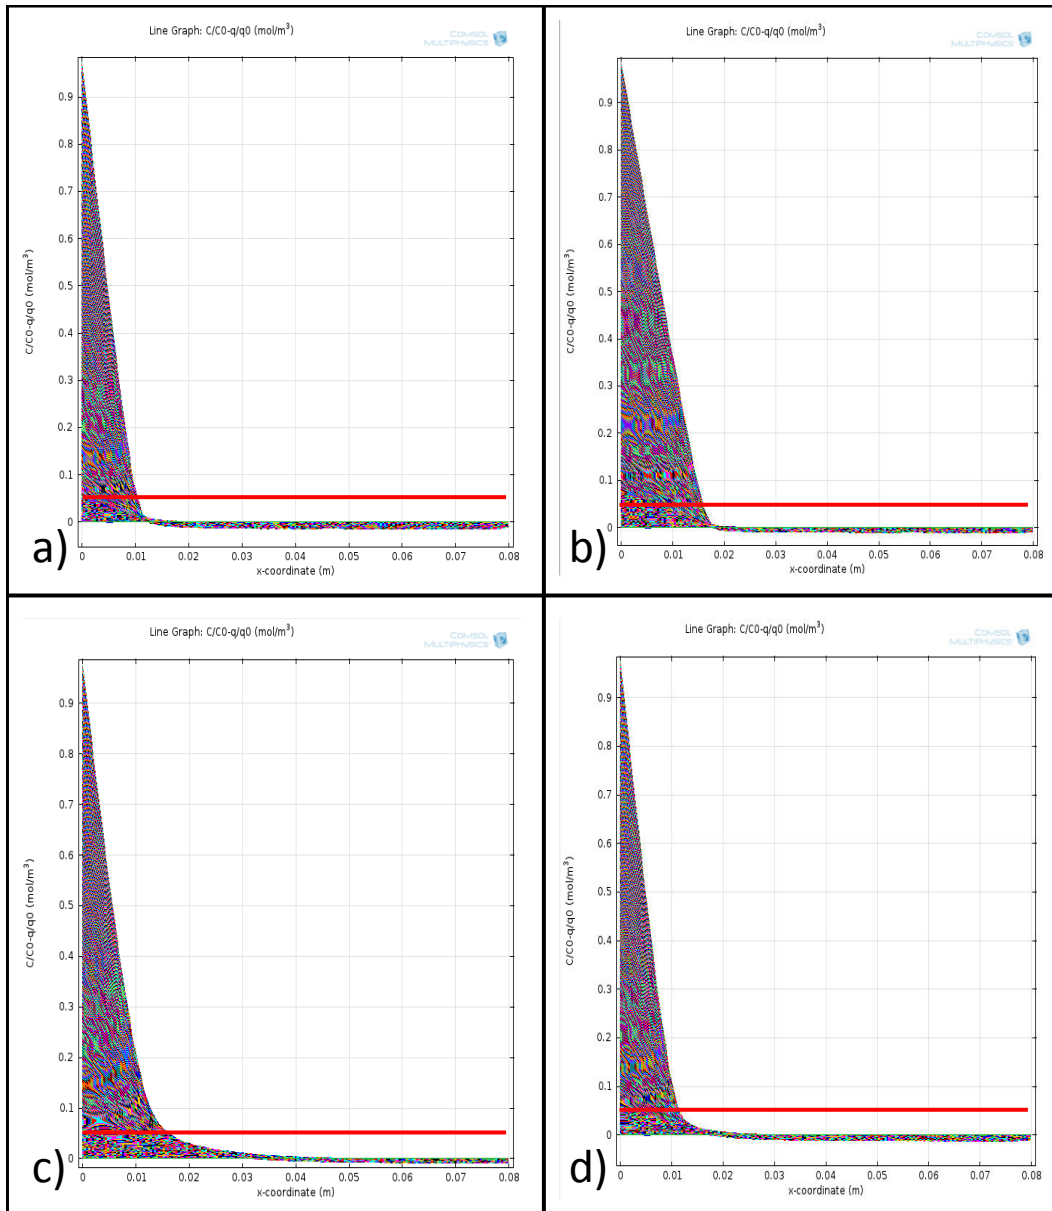 Line Graph: C/C0-q/q0 (mol/m³)
COMSOL
MULTIPHYSICS
C/C0-q/q0 (mol/m³)
0.9
0.8
0.7
0.6
0.5
0.4
0.3
0.2
0.1
0
a)
0 0.01 0.02 0.03 0.04 0.05 0.06 0.07 0.08
x-coordinate (m)
Line Graph: C/C0-q/q0 (mol/m³)
COMSOL
MULTIPHYSICS
C/C0-q/q0 (mol/m³)
0.9
0.8
0.7
0.6
0.5
0.4
0.3
0.2
0.1
0
b)
0 0.01 0.02 0.03 0.04 0.05 0.06 0.07 0.08
x-coordinate (m)
Line Graph: C/C0-q/q0 (mol/m³)
COMSOL
MULTIPHYSICS
C/C0-q/q0 (mol/m³)
0.9
0.8
0.7
0.6
0.5
0.4
0.3
0.2
0.1
0
c)
0 0.01 0.02 0.03 0.04 0.05 0.06 0.07 0.08
x-coordinate (m)
Line Graph: C/C0-q/q0 (mol/m³)
COMSOL
MULTIPHYSICS
C/C0-q/q0 (mol/m³)
0.9
0.8
0.7
0.6
0.5
0.4
0.3
0.2
0.1
0
d)
0 0.01 0.02 0.03 0.04 0.05 0.06 0.07 0.08
x-coordinate (m)